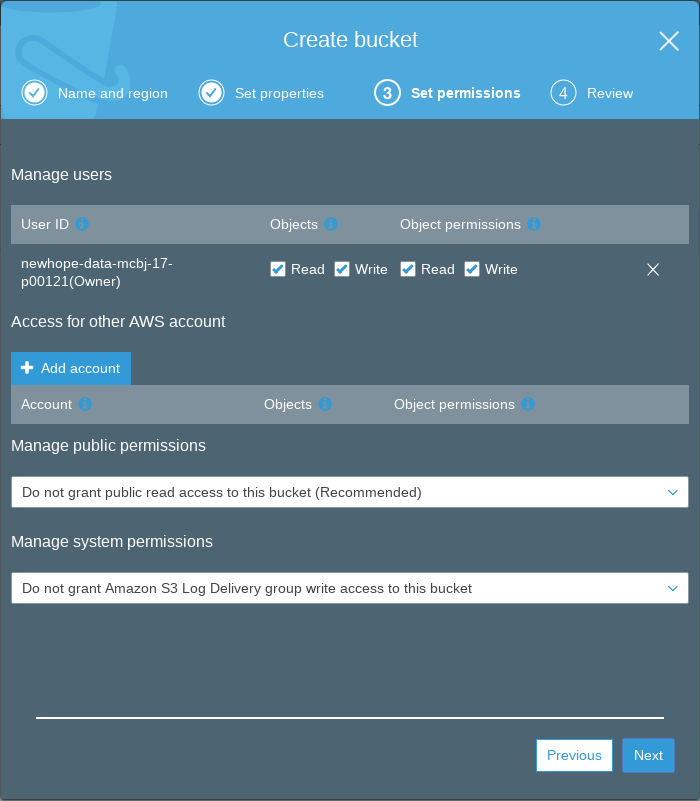 Create bucket
Name and region
Set properties
3 Set permissions
4 Review
Manage users
User ID Objects Object permissions
newhope-data-mcbj-17-
p00121(Owner) Read Write Read Write
Access for other AWS account
Add account
Account Objects Object permissions
Manage public permissions
Do not grant public read access to this bucket (Recommended)
Manage system permissions
Do not grant Amazon S3 Log Delivery group write access to this bucket
Previous Next